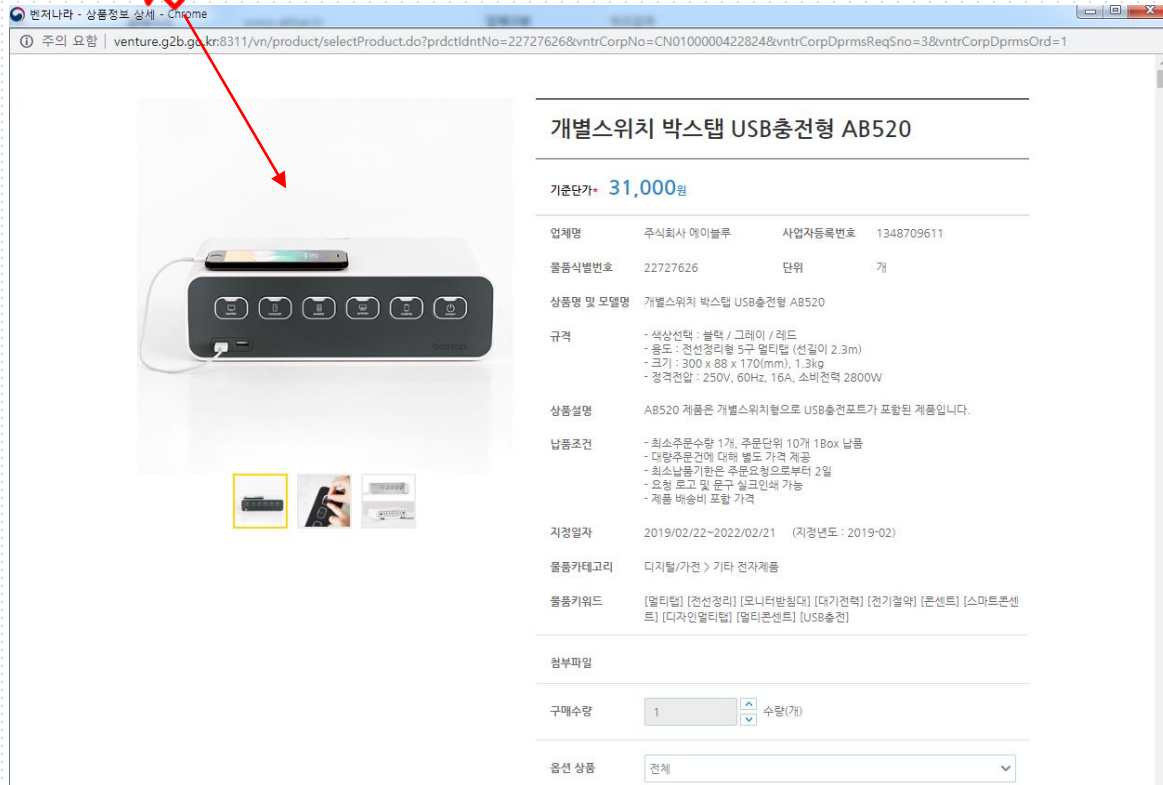 벤처나라 - 상품정보 상세 - Chrome
주의 요함 | venture.g2b.go.kr:8311/vn/product/selectProduct.do?prdctIdntNo=22727626&vntrCorpNo=CN0100000422824&vntrCorpDprmsReqSno=3&vntrCorpDprmsOrd=1
개별스위치 박스탭 USB충전형 AB520
기준단가* 31,000원
업체명 주식회사 에이블루 사업자등록번호 1348709611
물품식별번호 22727626 단위 개
상품명 및 모델명 개별스위치 박스탭 USB충전형 AB520
규격 - 색상선택 : 블랙 / 그레이 / 레드
- 용도 : 전선정리형 5구 멀티탭 (선길이 2.3m)
- 크기 : 300 x 88 x 170(mm), 1.3kg
- 정격전압 : 250V, 60Hz, 16A, 소비전력 2800W
상품설명 AB520 제품은 개별스위치형으로 USB충전포트가 포함된 제품입니다.
납품조건 - 최소주문수량 1개, 주문단위 10개 1Box 납품
- 대량주문건에 대해 별도 가격 제공
- 최소납품기한은 주문요청으로부터 2일
- 요청 로고 및 문구 실크인쇄 가능
- 제품 배송비 포함 가격
지정일자 2019/02/22~2022/02/21 (지정년도 : 2019-02)
물품카테고리 디지털/가전 > 기타 전자제품
물품키워드 [멀티탭] [전선정리] [모니터받침대] [대기전력] [전기절약] [콘센트] [스마트콘센
트] [디자인멀티탭] [멀티콘센트] [USB충전]
첨부파일
구매수량 1 수량(개)
옵션 상품 전체